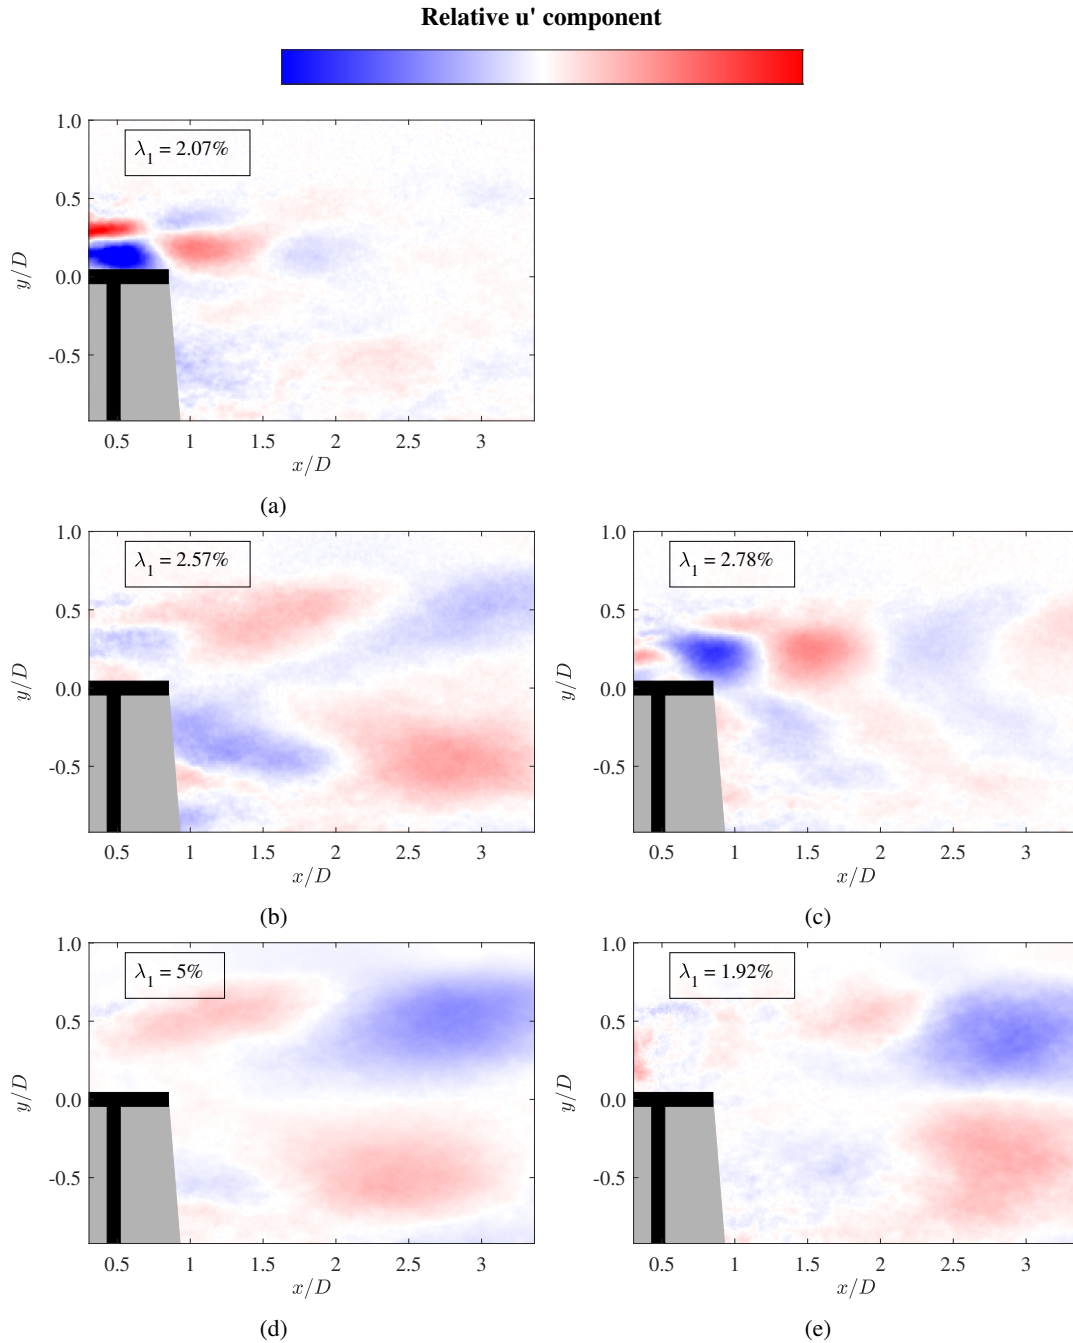 Relative u' component
λ1 = 2.07%
1.0
0.5
0.0
-0.5
y/D
0.5 1 1.5 2 2.5 3
x/D
(a)
λ1 = 2.57%
1.0
0.5
0.0
-0.5
y/D
0.5 1 1.5 2 2.5 3
x/D
(b)
λ1 = 2.78%
1.0
0.5
0.0
-0.5
y/D
0.5 1 1.5 2 2.5 3
x/D
(c)
λ1 = 5%
1.0
0.5
0.0
-0.5
y/D
0.5 1 1.5 2 2.5 3
x/D
(d)
λ1 = 1.92%
1.0
0.5
0.0
-0.5
y/D
0.5 1 1.5 2 2.5 3
x/D
(e)